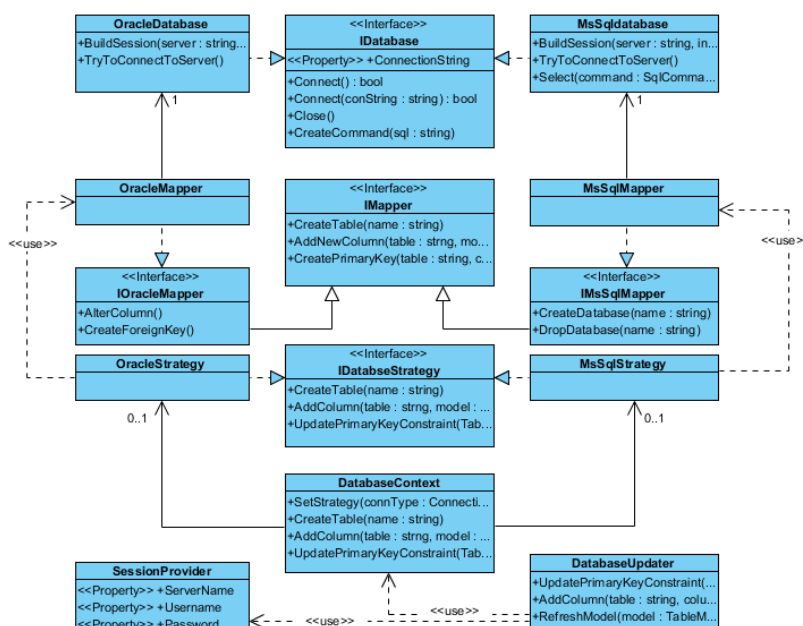 OracleDatabase
+BuildSession(server : string...
+TryToConnectToServer()
<<Interface>>
IDatabase
<<Property>> +ConnectionString
+Connect() : bool
+Connect(conString : string) : bool
+Close()
+CreateCommand(sql : string)
MsSqldatabase
+BuildSession(server : string, in...
+TryToConnectToServer()
+Select(command : SqlComma...
1
1
OracleMapper
<<Interface>>
IMapper
+CreateTable(name : string)
+AddNewColumn(table : strng, mo...
+CreatePrimaryKey(table : string, c...
MsSqlMapper
<<use>>
<<use>
<<Interface>>
IOracleMapper
+AlterColumn()
+CreateForeignKey()
<<Interface>>
IMsSqlMapper
+CreateDatabase(name : string)
+DropDatabase(name : string)
OracleStrategy
<<Interface>>
IDatabseStrategy
+CreateTable(name : string)
+AddColumn(table : strng, model : ...
+UpdatePrimaryKeyConstraint(Tab...
MsSqlStrategy
0..1
0..1
DatabaseContext
+SetStrategy(connType : Connecti...
+CreateTable(name : string)
+AddColumn(table : strng, model : ...
+UpdatePrimaryKeyConstraint(Tab...
SessionProvider
<<Property>> +ServerName
<<Property>> +Username
<<Property>> +Password
DatabaseUpdater
+UpdatePrimaryKeyConstraint(...
+AddColumn(table : string, colu...
+RefreshModel(model : TableM...
<<use>>
<<use>>